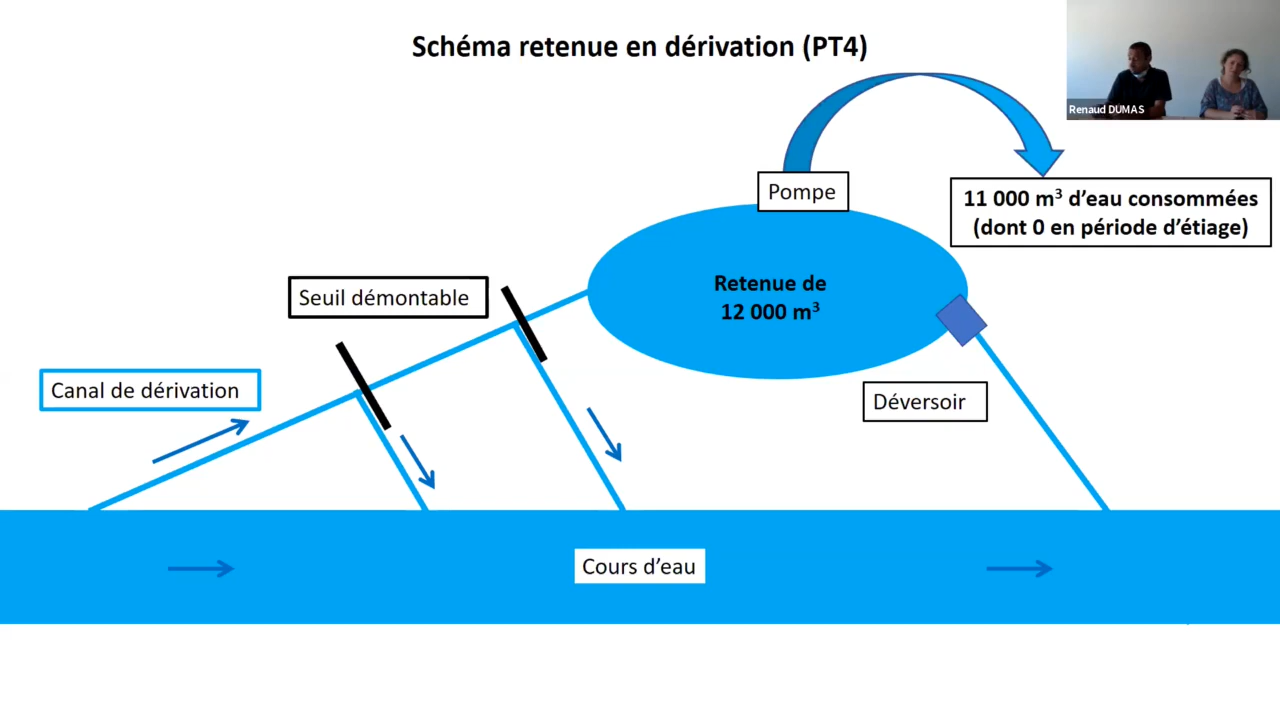 Schéma retenue en dérivation (PT4)
Renaud DUMAS
Pompe
11 000 m³ d'eau consommées
(dont 0 en période d'étiage)
Retenue de
12 000 m³
Seuil démontable
Canal de dérivation
Déversoir
Cours d'eau